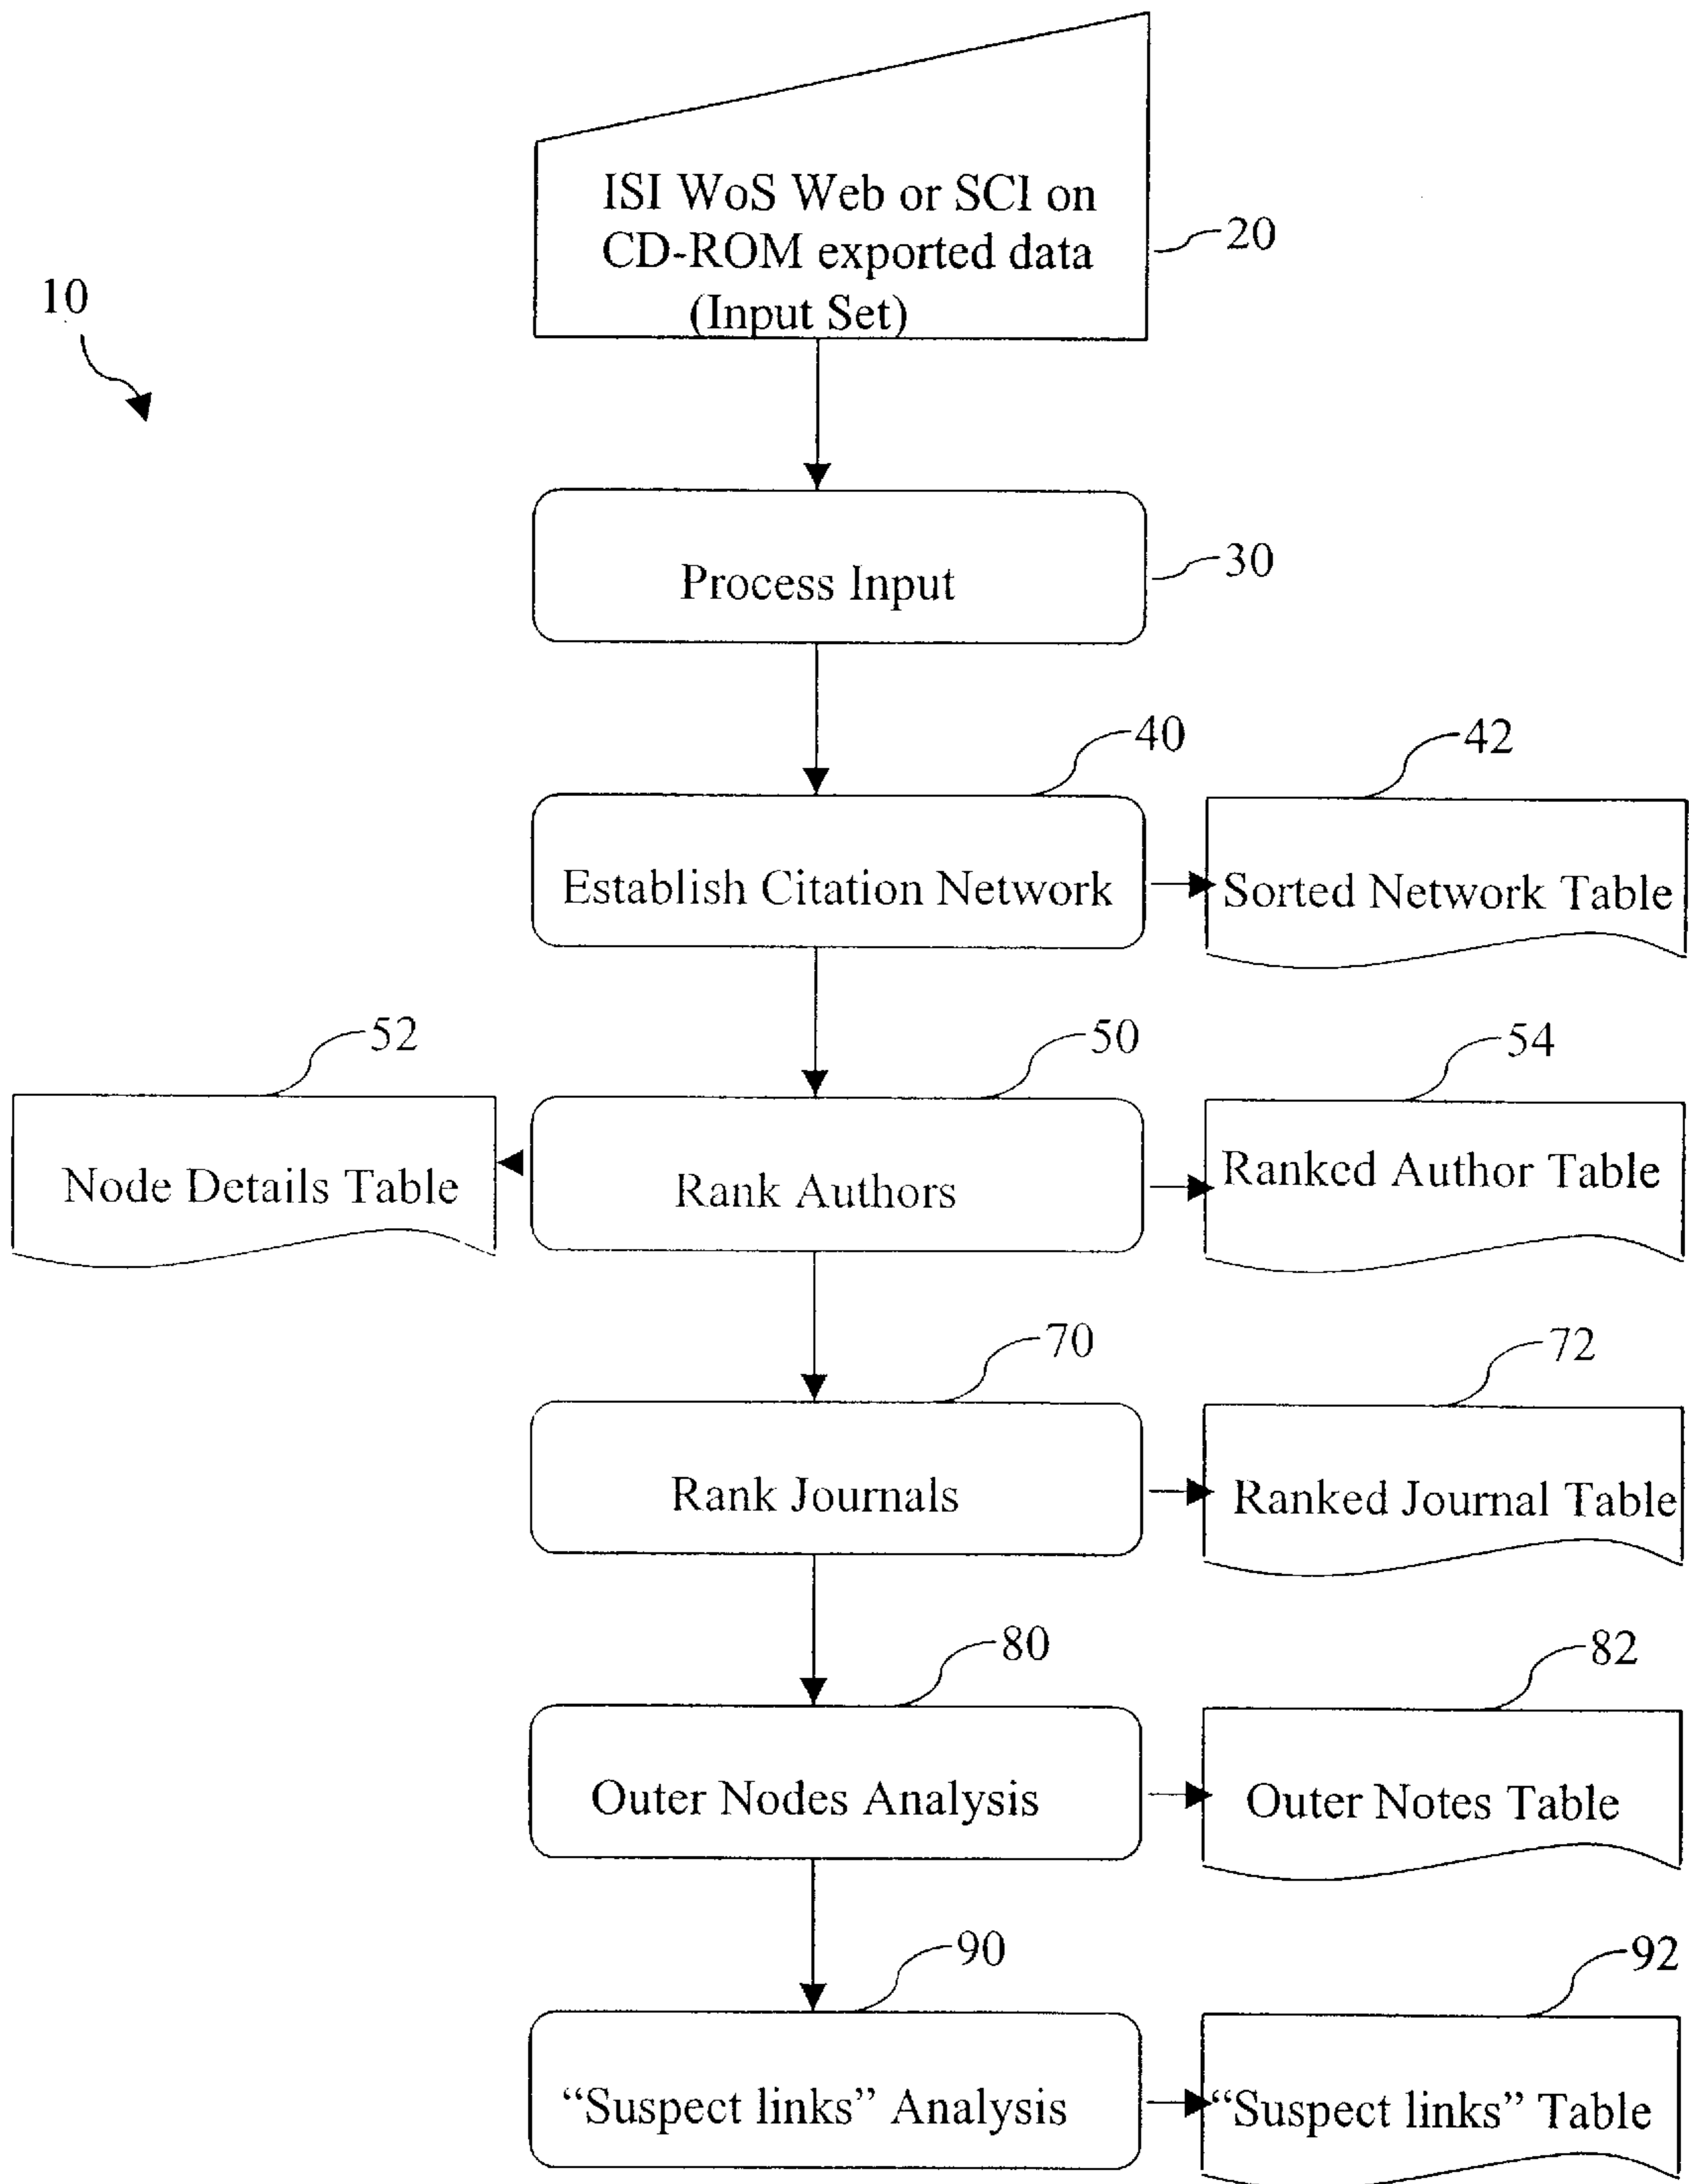 ISI WoS Web or SCI on
CD-ROM exported data
(Input Set)
20
10
Process Input
30
40
42
Establish Citation Network
Sorted Network Table
52
50
54
Node Details Table
Rank Authors
Ranked Author Table
70
72
Rank Journals
Ranked Journal Table
80
82
Outer Nodes Analysis
Outer Notes Table
90
92
“Suspect links” Analysis
“Suspect links” Table